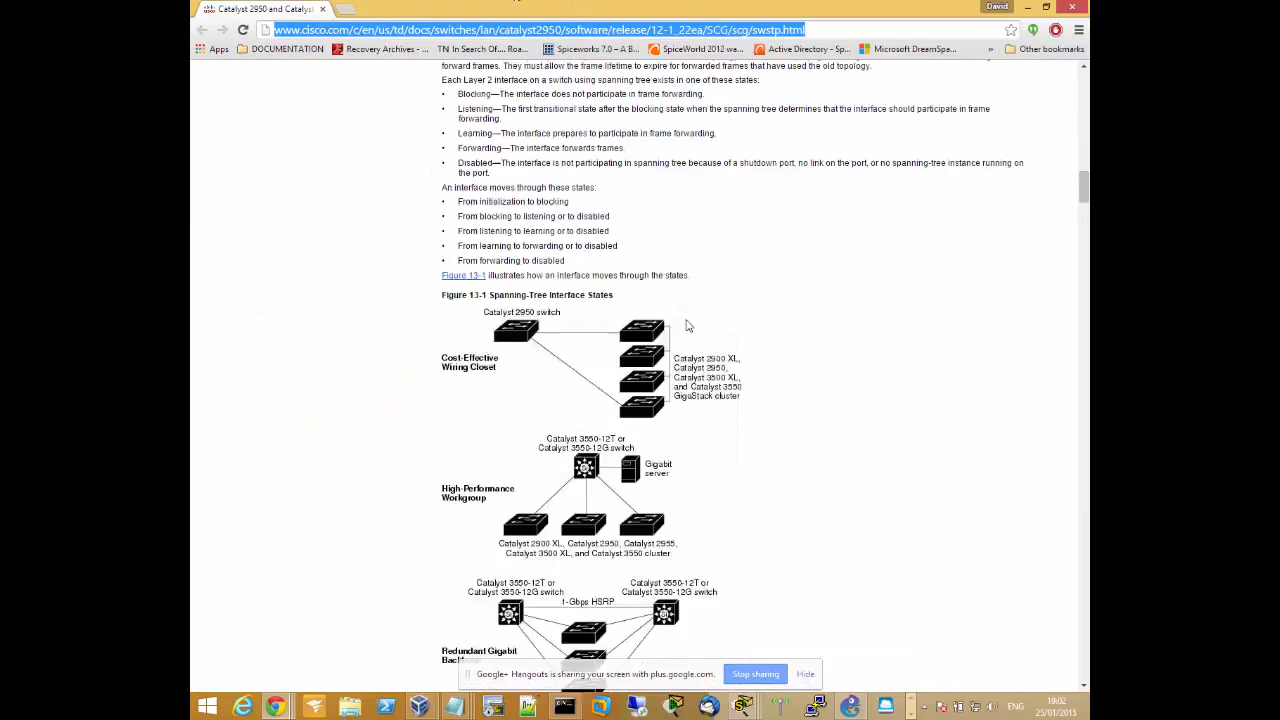 Catalyst 2950 and Catalyst
David
www.cisco.com/c/en/us/td/docs/switches/lan/catalyst2950/software/release/12-1_22ea/SCG/scg/swstp.html
Apps DOCUMENTATION Recovery Archives -... TN In Search Of....Roa... Spiceworks 7.0 – A B... SpiceWorld 2012 wa... Active Directory - Sp... Microsoft DreamSpa... » Other bookmarks
forward frames. They must allow the frame lifetime to expire for forwarded frames that have used the old topology.
Each Layer 2 interface on a switch using spanning tree exists in one of these states:
• Blocking—The interface does not participate in frame forwarding.
• Listening—The first transitional state after the blocking state when the spanning tree determines that the interface should participate in frame
forwarding.
• Learning—The interface prepares to participate in frame forwarding.
• Forwarding—The interface forwards frames.
• Disabled—The interface is not participating in spanning tree because of a shutdown port, no link on the port, or no spanning-tree instance running on
the port.
An interface moves through these states:
• From initialization to blocking
• From blocking to listening or to disabled
• From listening to learning or to disabled
• From learning to forwarding or to disabled
• From forwarding to disabled
Figure 13-1 illustrates how an interface moves through the states.
Figure 13-1 Spanning-Tree Interface States
Catalyst 2950 switch
Cost-Effective
Wiring Closet
Catalyst 2900 XL,
Catalyst 2950,
Catalyst 3500 XL,
and Catalyst 3550
GigaStack cluster
Catalyst 3550-12T or
Catalyst 3550-12G switch
Gigabit
server
High-Performance
Workgroup
Catalyst 2900 XL, Catalyst 2950, Catalyst 2955,
Catalyst 3500 XL, and Catalyst 3550 cluster
Catalyst 3550-12T or
Catalyst 3550-12G switch
Catalyst 3550-12T or
Catalyst 3550-12G switch
1-Gbps HSRP
Redundant Gigabit
Google+ Hangouts is sharing your screen with plus.google.com. Stop sharing Hide
ENG
19:02
25/01/2015